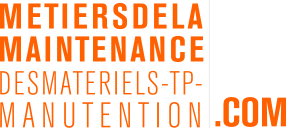 METIERSDELA
MAINTENANCE
DESMATERIELS-TP-
MANUTENTION .COM